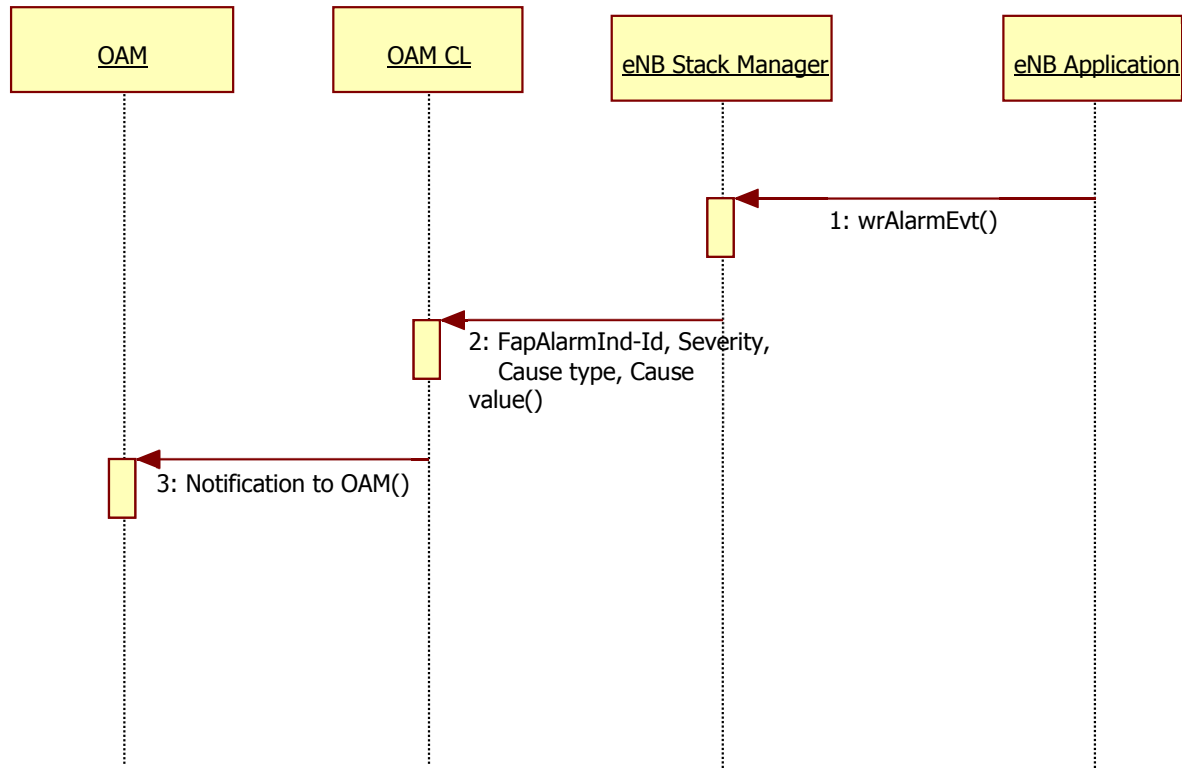 OAM
OAM CL
eNB Stack Manager
eNB Application
1: wrAlarmEvt()
2: FapAlarmInd-Id, Severity,
Cause type, Cause
value()
3: Notification to OAM()